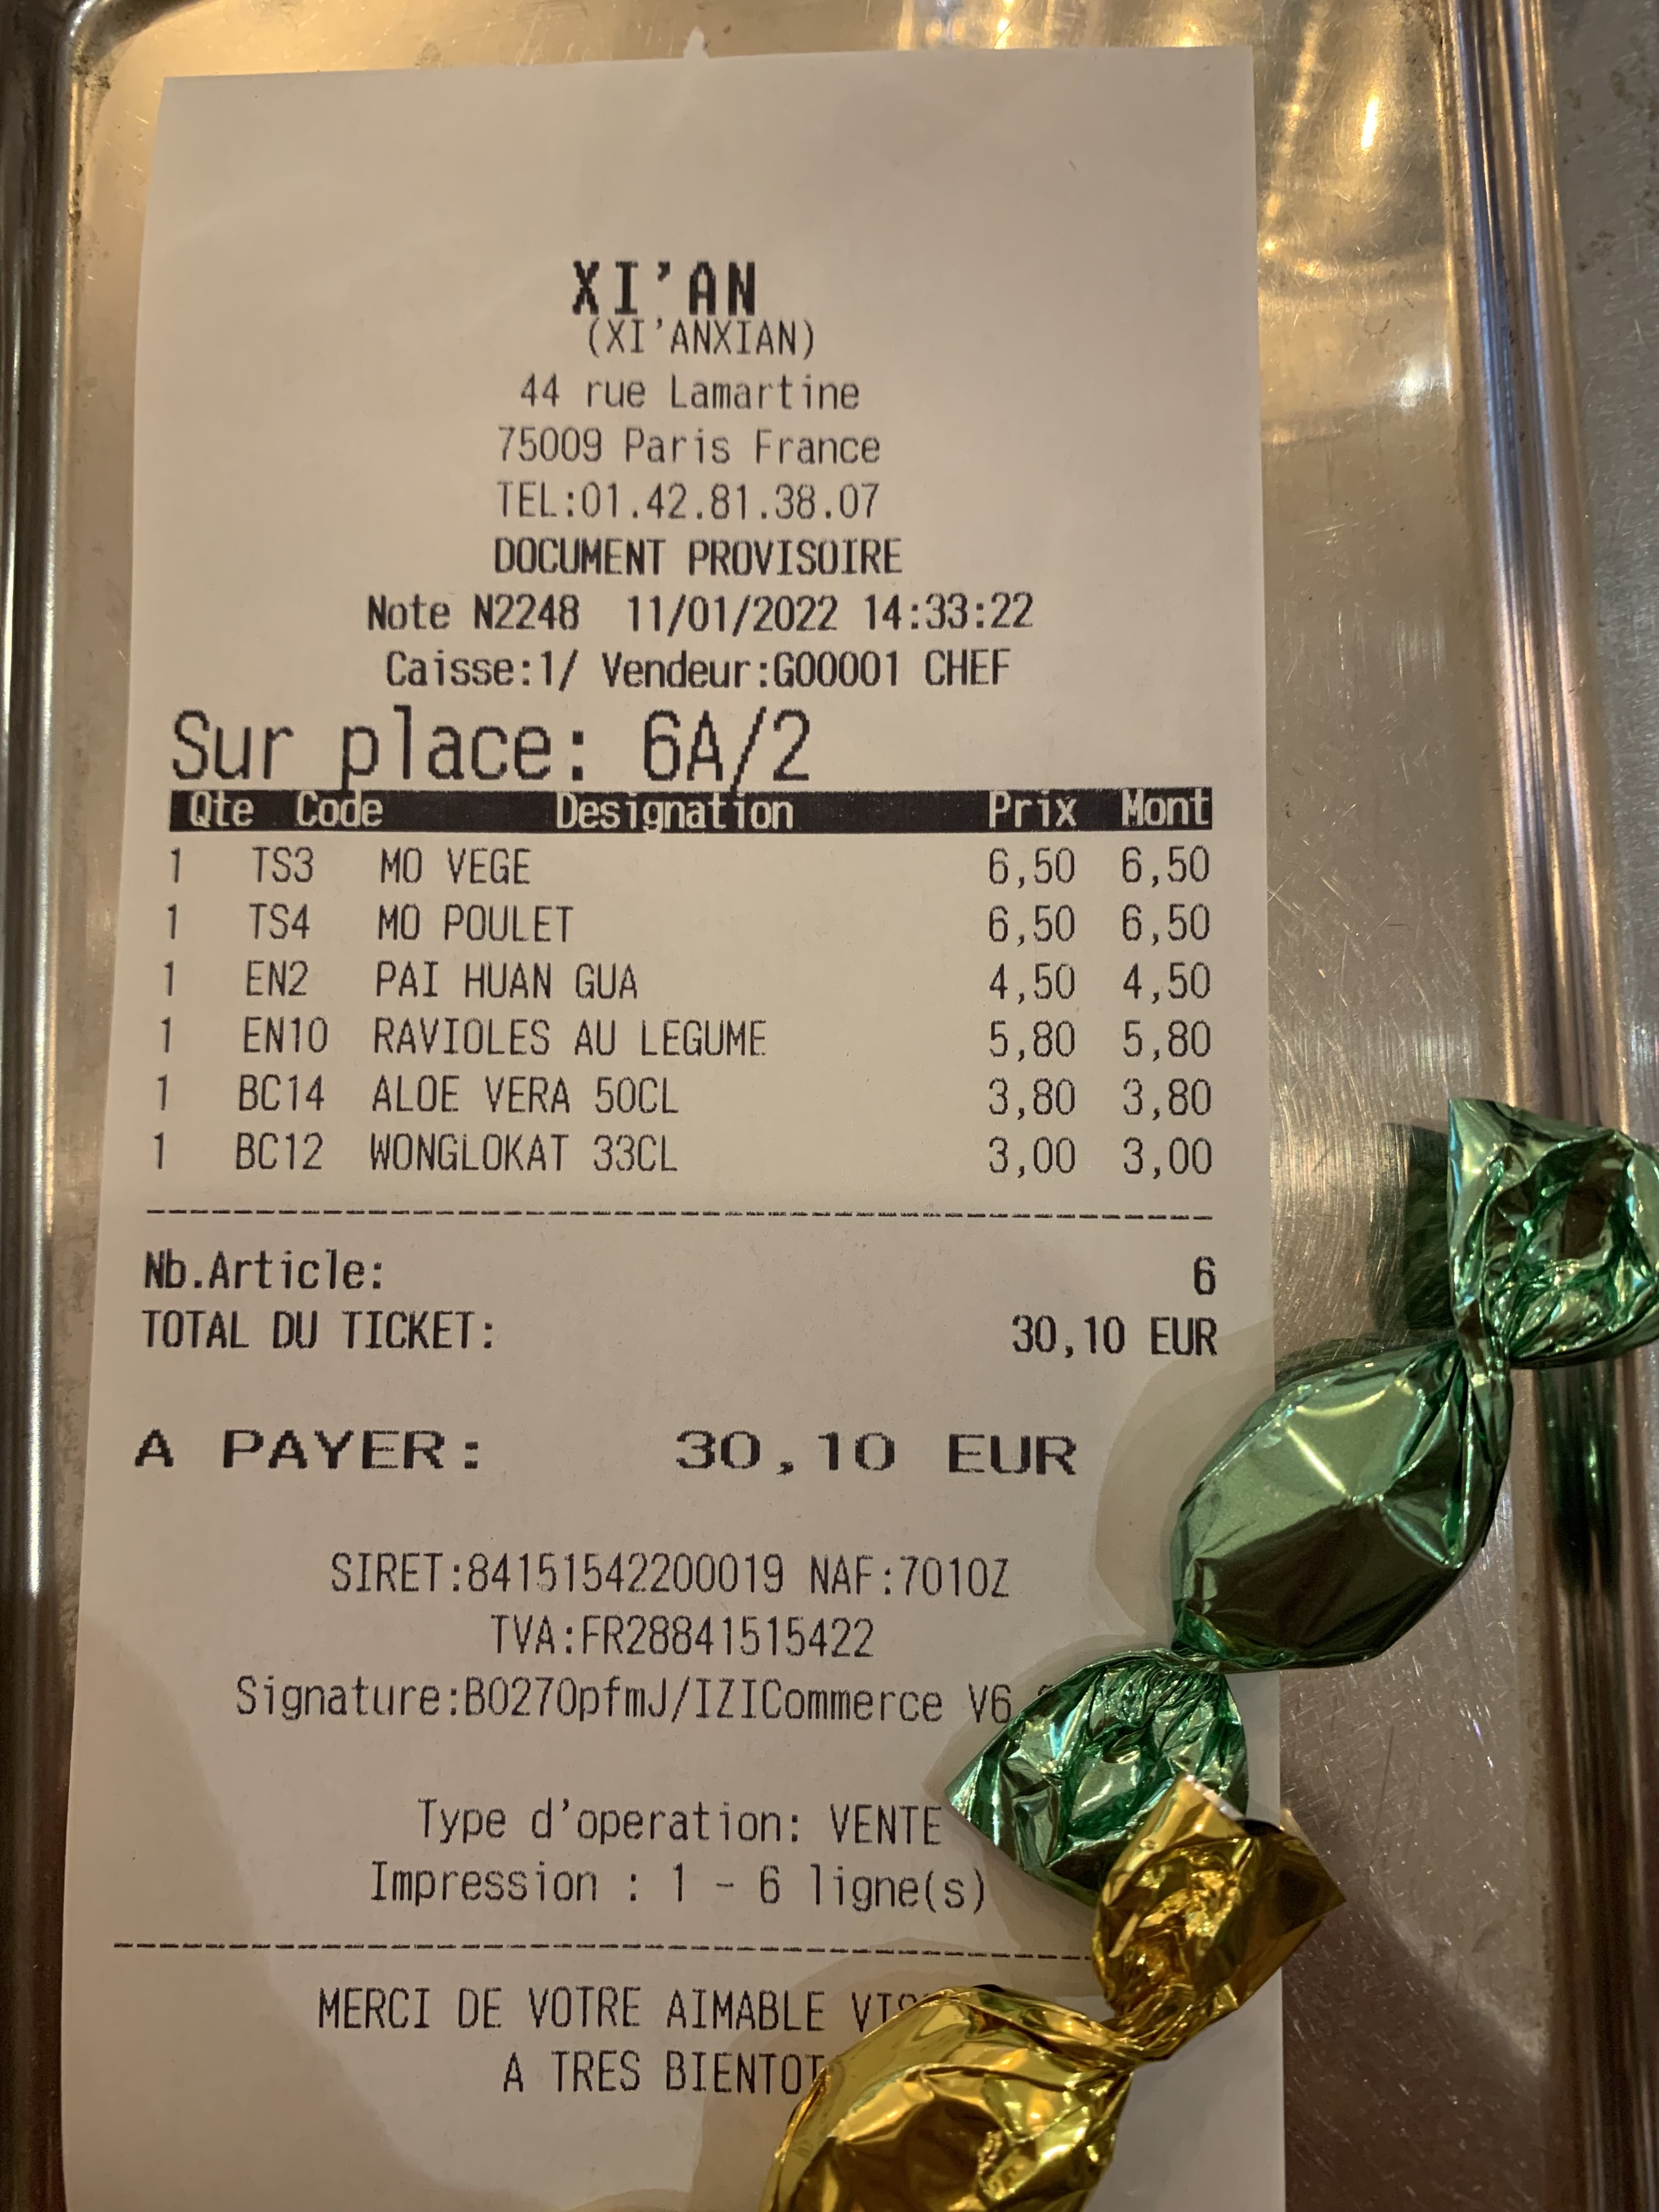 XI'AN
(XI'ANXIAN)
44 rue Lamartine
75009 Paris France
TEL:01.42.81.38.07
DOCUMENT PROVISOIRE
Note N2248 11/01/2022 14:33:22
Caisse:1/ Vendeur:G00001 CHEF
Sur place: 6A/2
Qte Code Designation Prix Mont
1 TS3 MO VEGE 6,50 6,50
1 TS4 MO POULET 6,50 6,50
1 EN2 PAI HUAN GUA 4,50 4,50
1 EN10 RAVIOLES AU LEGUME 5,80 5,80
1 BC14 ALOE VERA 50CL 3,80 3,80
1 BC12 WONGLOKAT 33CL 3,00 3,00
Nb.Article: 6
TOTAL DU TICKET: 30,10 EUR
A PAYER: 30,10 EUR
SIRET:84151542200019 NAF:7010Z
TVA:FR28841515422
Signature:B0270pfmJ/IZICommerce V6
Type d'operation: VENTE
Impression : 1 - 6 ligne(s)
MERCI DE VOTRE AIMABLE
A TRES BIENTOT